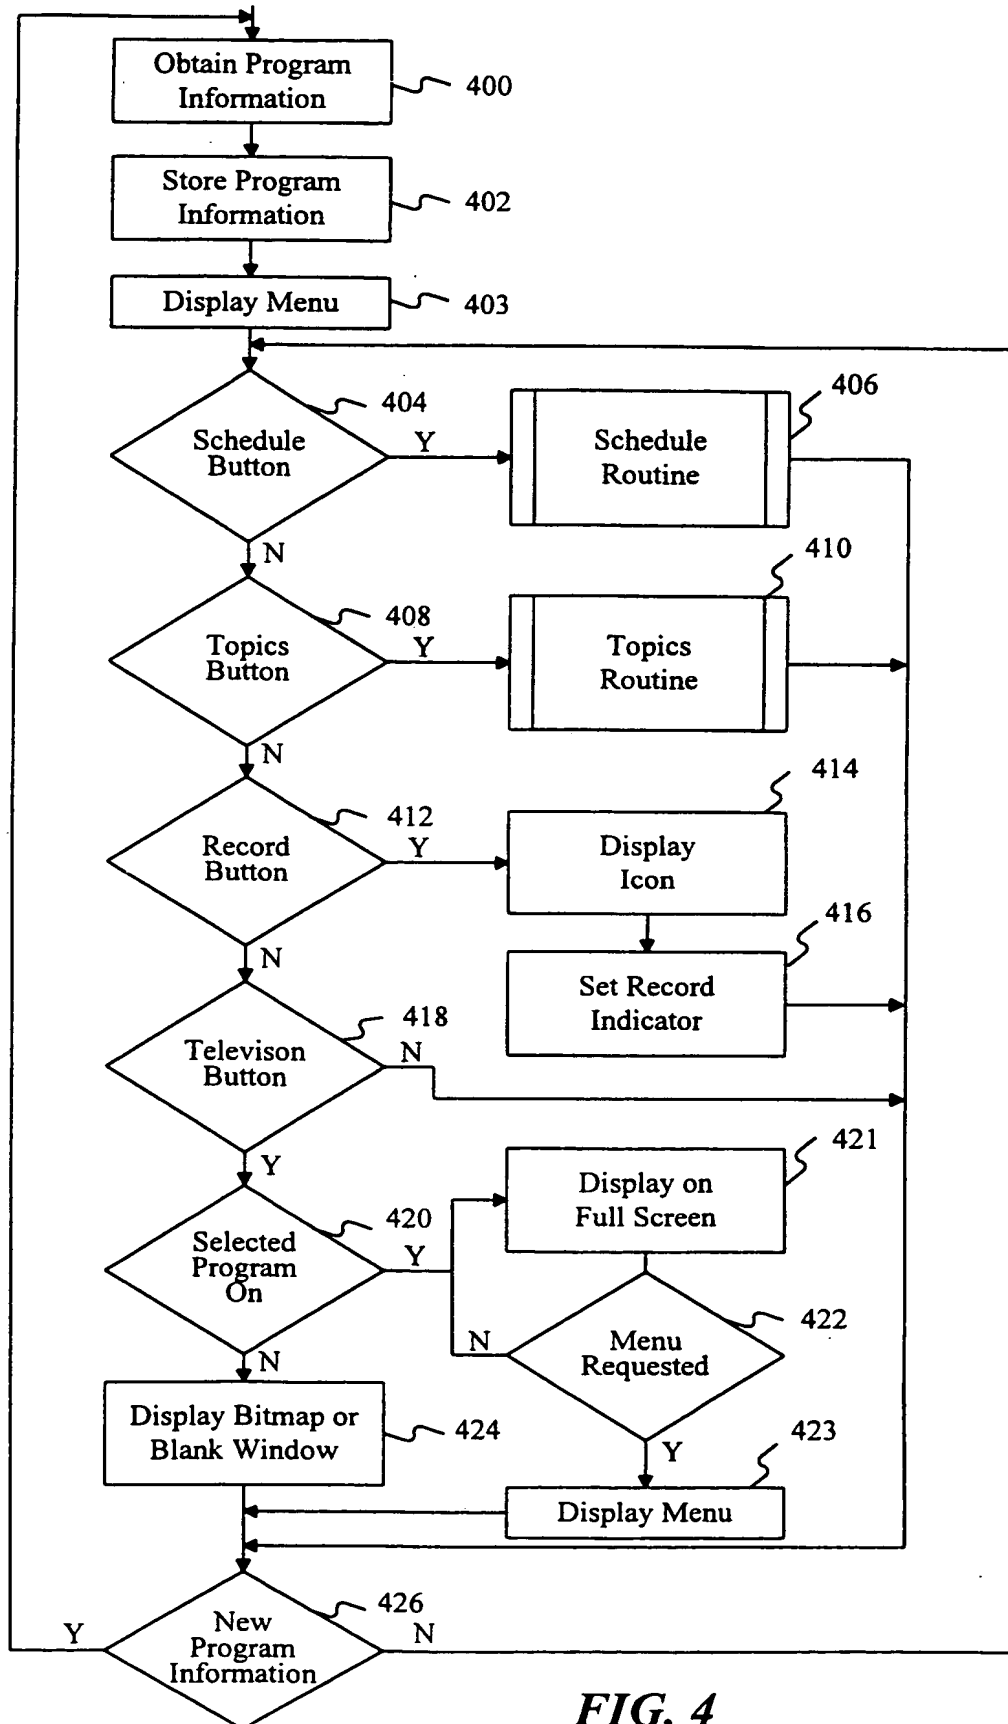 Obtain Program
Information
400
Store Program
Information
402
Display Menu
403
404
Schedule
Button
Y
N
406
Schedule
Routine
408
Topics
Button
Y
N
410
Topics
Routine
412
Record
Button
Y
N
414
Display
Icon
416
Set Record
Indicator
418
Televison
Button
N
Y
420
Selected
Program
On
Y
N
421
Display on
Full Screen
422
Menu
Requested
N
Y
423
Display Menu
Display Bitmap or
Blank Window
424
426
New
Program
Information
Y
N
FIG. 4